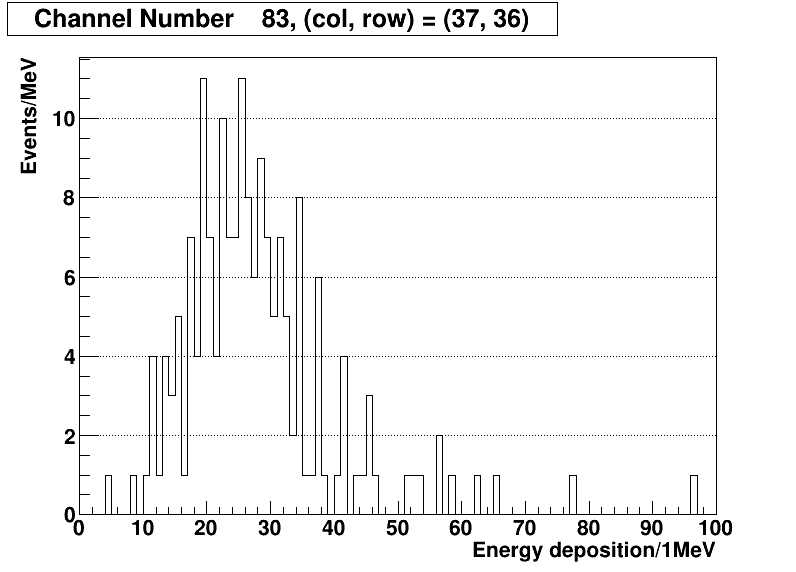 Channel Number 83, (col, row) = (37, 36)
Events/MeV
10
8
6
4
2
0
0 10 20 30 40 50 60 70 80 90 100
Energy deposition/1MeV